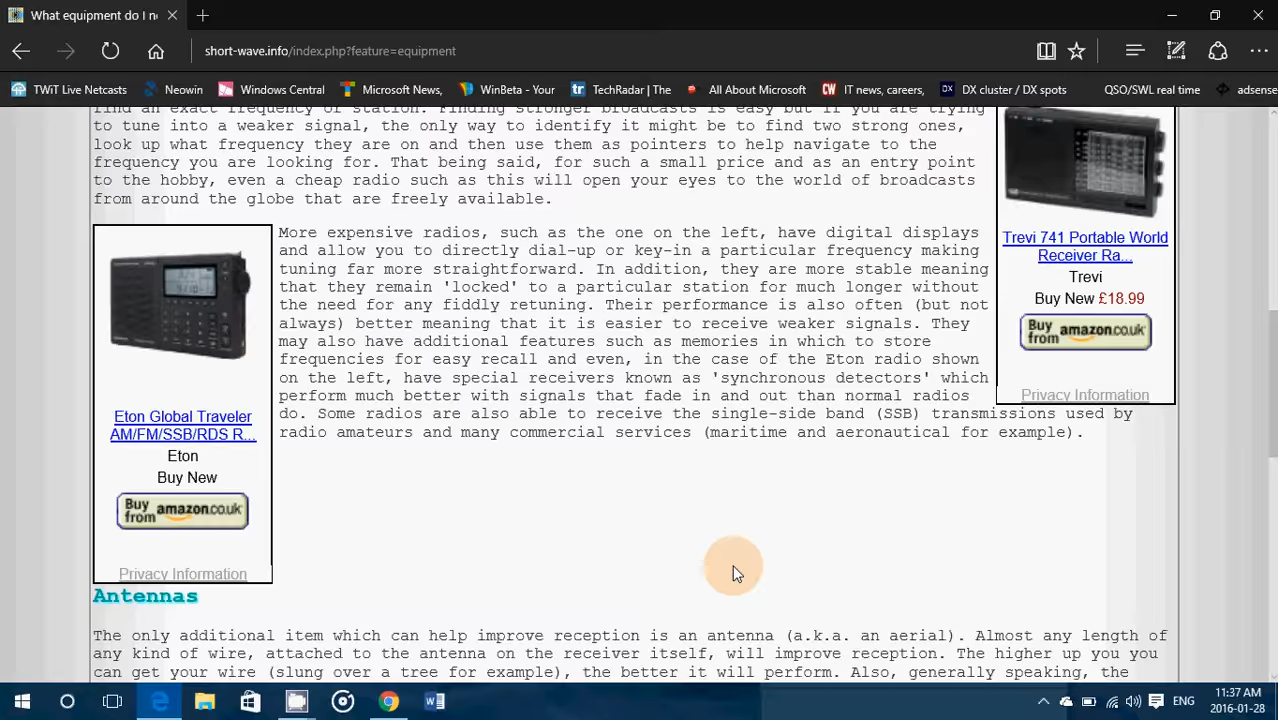 What equipment do I n
short-wave.info/index.php?feature=equipment
TWiT Live Netcasts
Neowin
Windows Central
Microsoft News,
WinBeta - Your
TechRadar | The
All About Microsoft
CW
IT news, careers,
DX
DX cluster / DX spots
QSO/SWL real time
adsense
find an exact frequency or station. Finding stronger broadcasts is easy but if you are trying
to tune into a weaker signal, the only way to identify it might be to find two strong ones,
look up what frequency they are on and then use them as pointers to help navigate to the
frequency you are looking for. That being said, for such a small price and as an entry point
to the hobby, even a cheap radio such as this will open your eyes to the world of broadcasts
from around the globe that are freely available.
Trevi 741 Portable World
Receiver Ra...
Trevi
Buy New £18.99
Buy
from amazon.co.uk
Privacy Information
More expensive radios, such as the one on the left, have digital displays
and allow you to directly dial-up or key-in a particular frequency making
tuning far more straightforward. In addition, they are more stable meaning
that they remain 'locked' to a particular station for much longer without
the need for any fiddly retuning. Their performance is also often (but not
always) better meaning that it is easier to receive weaker signals. They
may also have additional features such as memories in which to store
frequencies for easy recall and even, in the case of the Eton radio shown
on the left, have special receivers known as 'synchronous detectors' which
perform much better with signals that fade in and out than normal radios
do. Some radios are also able to receive the single-side band (SSB) transmissions used by
radio amateurs and many commercial services (maritime and aeronautical for example).
Eton Global Traveler
AM/FM/SSB/RDS R...
Eton
Buy New
Buy
from amazon.co.uk
Privacy Information
Antennas
The only additional item which can help improve reception is an antenna (a.k.a. an aerial). Almost any length of
any kind of wire, attached to the antenna on the receiver itself, will improve reception. The higher up you you
can get your wire (slung over a tree for example), the better it will perform. Also, generally speaking, the
ENG
11:37 AM
2016-01-28